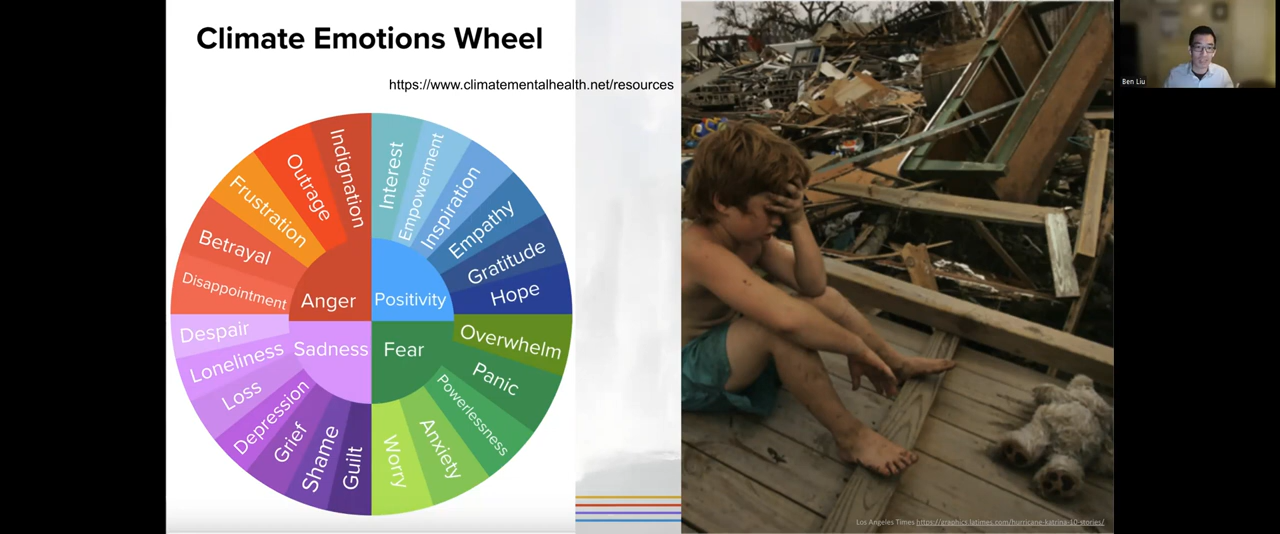 Climate Emotions Wheel
https://www.climatementalhealth.net/resources
Indignation
Outrage
Frustration
Betrayal
Disappointment
Anger
Interest
Empowerment
Inspiration
Empathy
Gratitude
Hope
Positivity
Despair
Loneliness
Loss
Depression
Grief
Shame
Guilt
Sadness
Overwhelm
Panic
Powerlessness
Anxiety
Worry
Fear
Los Angeles Times https://graphics.latimes.com/hurricane-katrina-10-stories/
Ben Liu